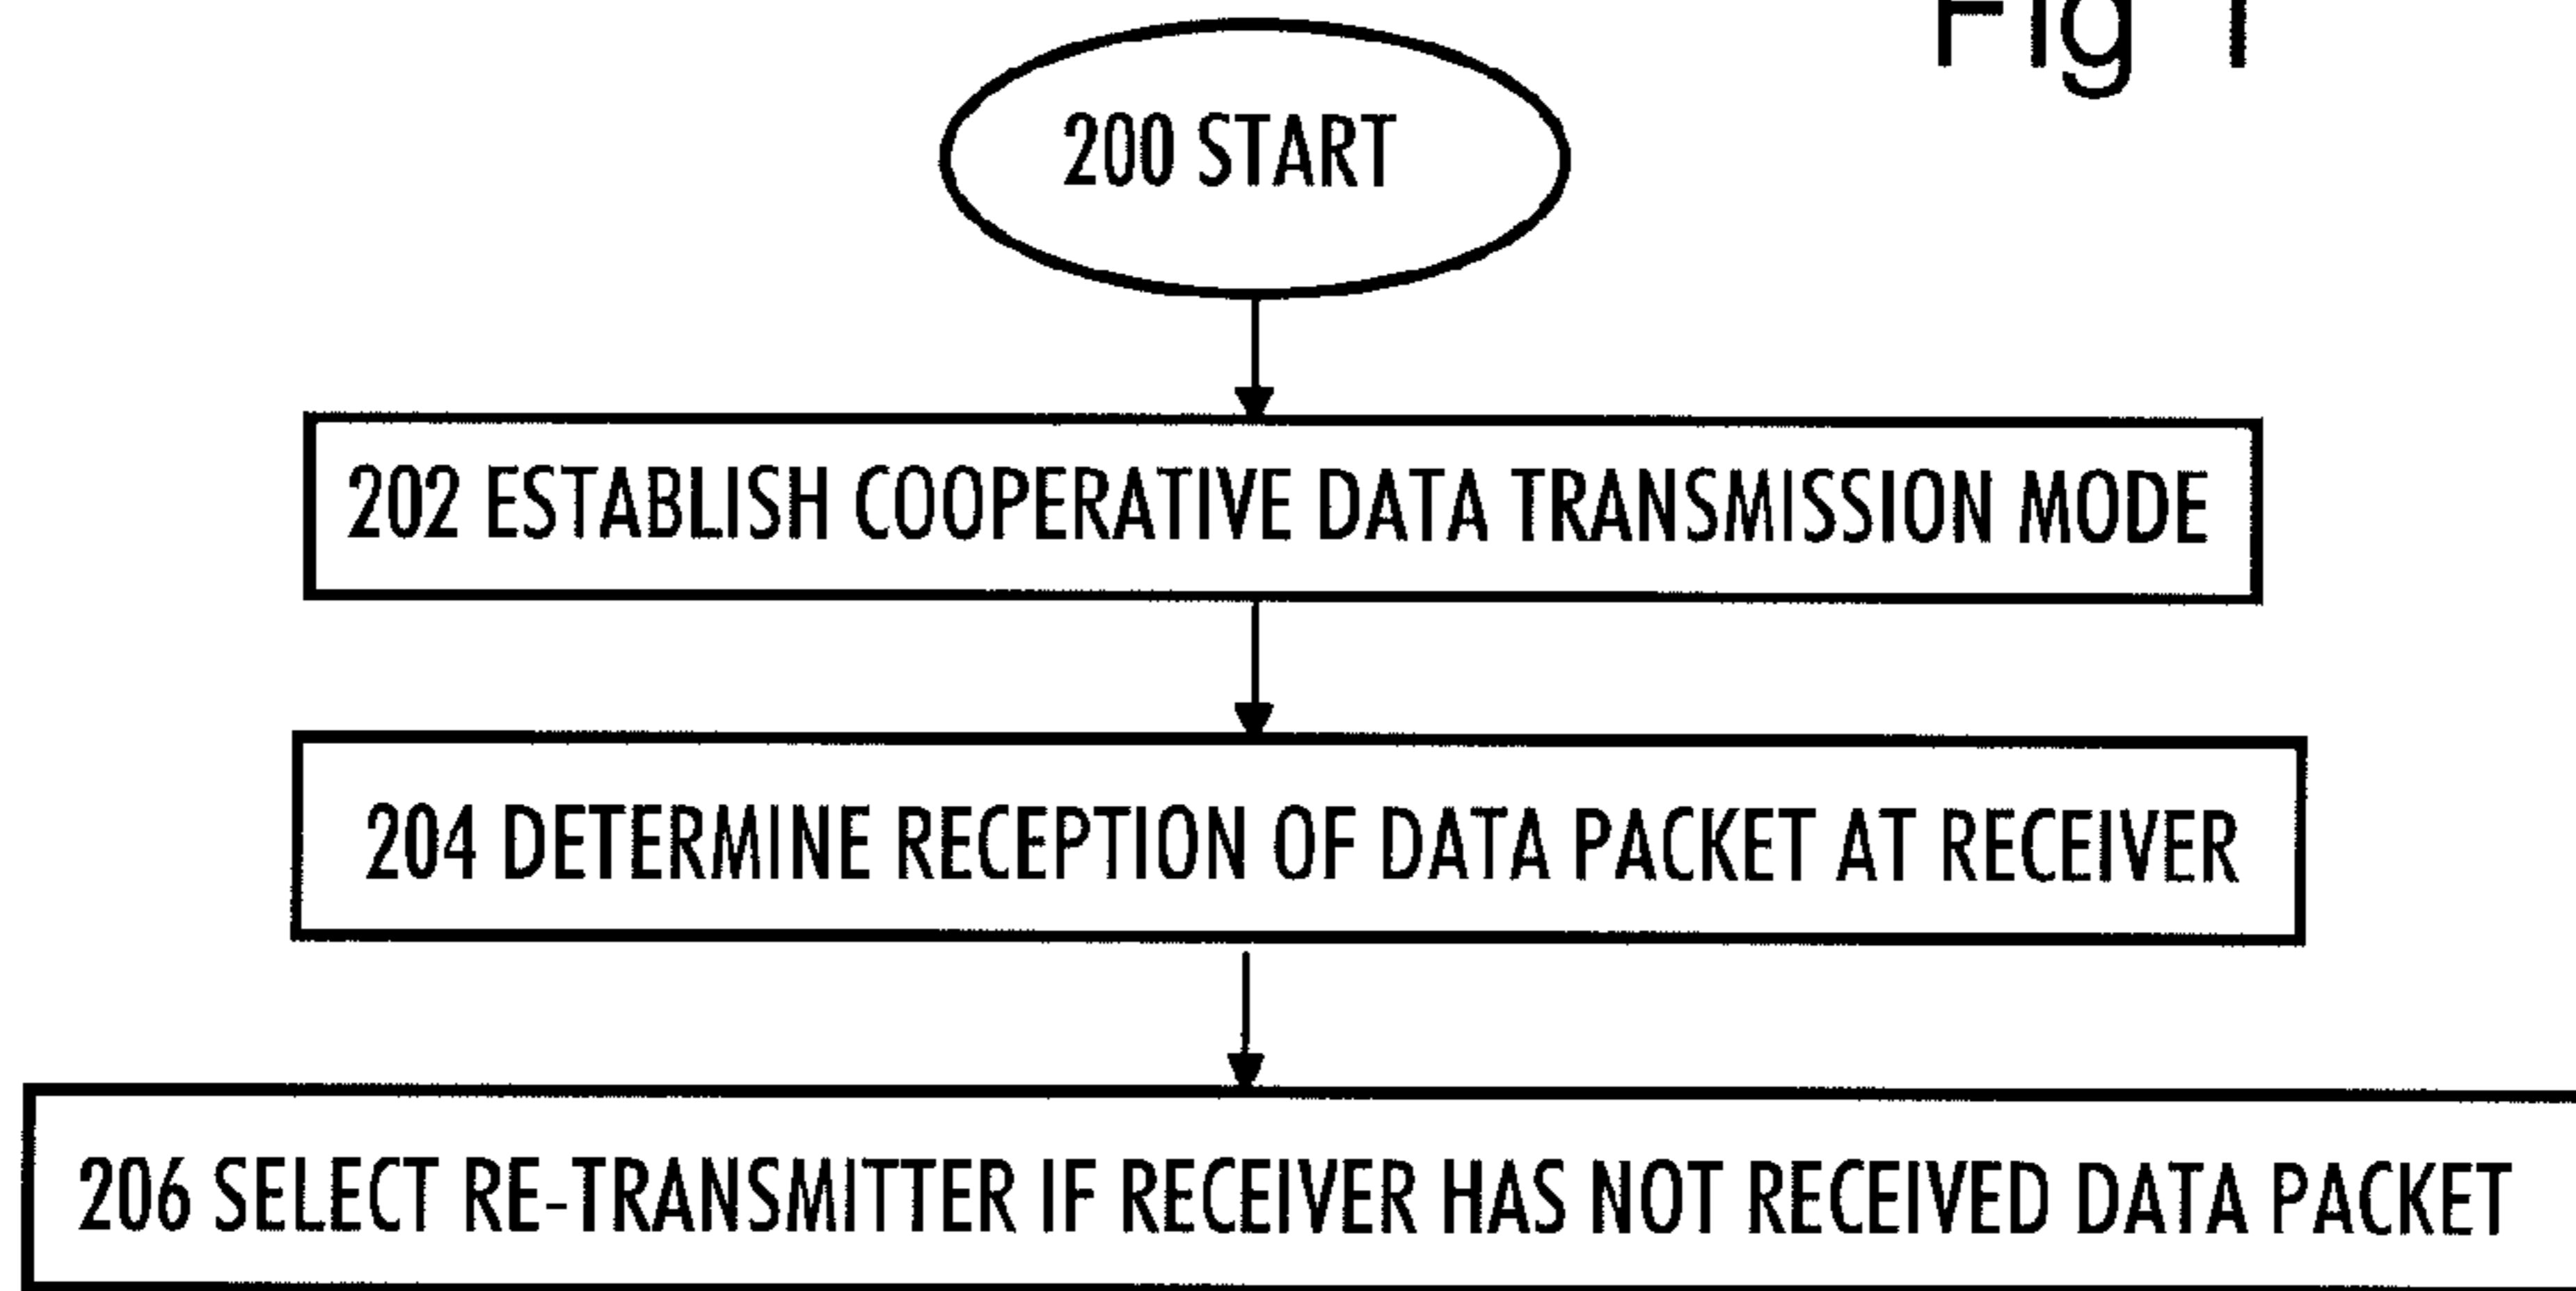 Fig 1
200 START
202 ESTABLISH COOPERATIVE DATA TRANSMISSION MODE
204 DETERMINE RECEPTION OF DATA PACKET AT RECEIVER
206 SELECT RE-TRANSMITTER IF RECEIVER HAS NOT RECEIVED DATA PACKET